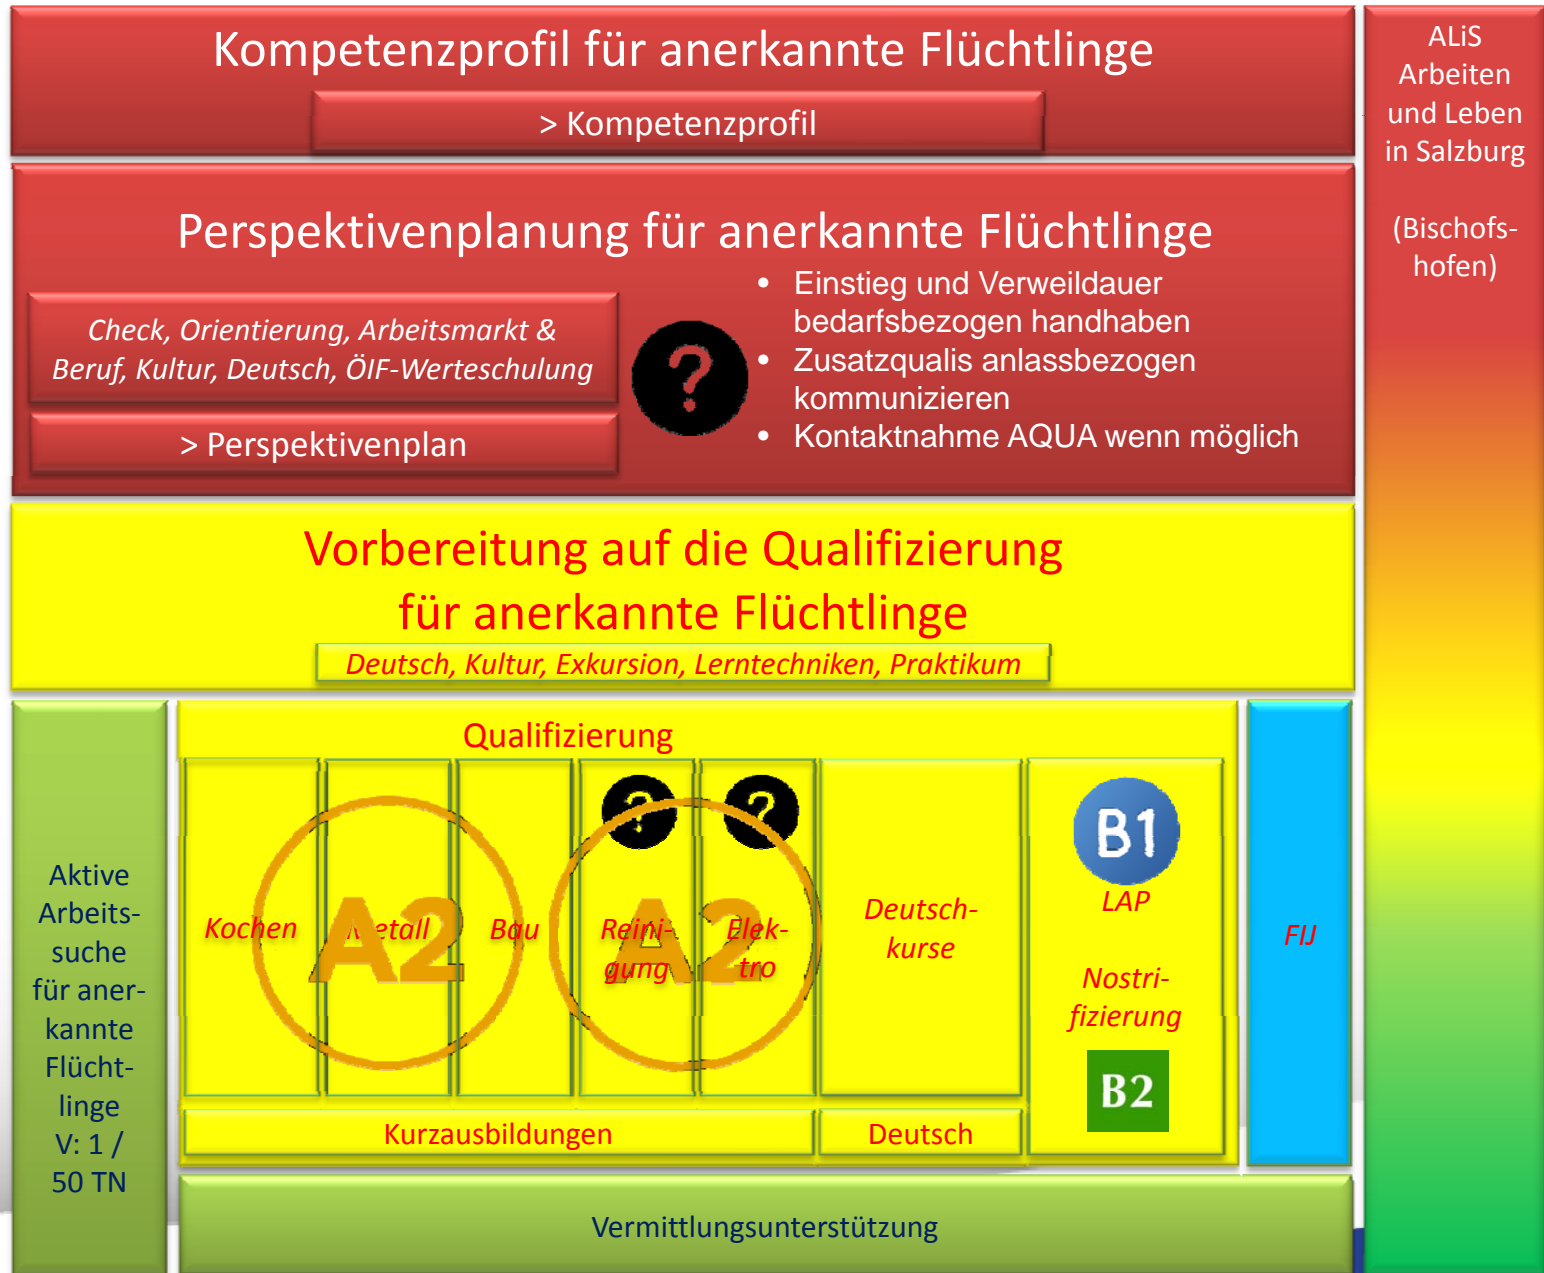 Kompetenzprofil für anerkannte Flüchtlinge
> Kompetenzprofil
Perspektivenplanung für anerkannte Flüchtlinge
Check, Orientierung, Arbeitsmarkt &
Beruf, Kultur, Deutsch, ÖIF-Werteschulung
> Perspektivenplan
?
• Einstieg und Verweildauer
bedarfsbezogen handhaben
• Zusatzqualis anlassbezogen
kommunizieren
• Kontaktnahme AQUA wenn möglich
Vorbereitung auf die Qualifizierung
für anerkannte Flüchtlinge
Deutsch, Kultur, Exkursion, Lerntechniken, Praktikum
Aktive
Arbeits-
suche
für aner-
kannte
Flücht-
linge
V: 1 /
50 TN
Qualifizierung
Kochen
Metall
A2
Bau
?
Reini-
gung
A2
?
Elek-
tro
Kurzausbildungen
Deutsch-
kurse
Deutsch
B1
LAP
Nostri-
fizierung
B2
FIJ
Vermittlungsunterstützung
ALiS
Arbeiten
und Leben
in Salzburg
(Bischofs-
hofen)